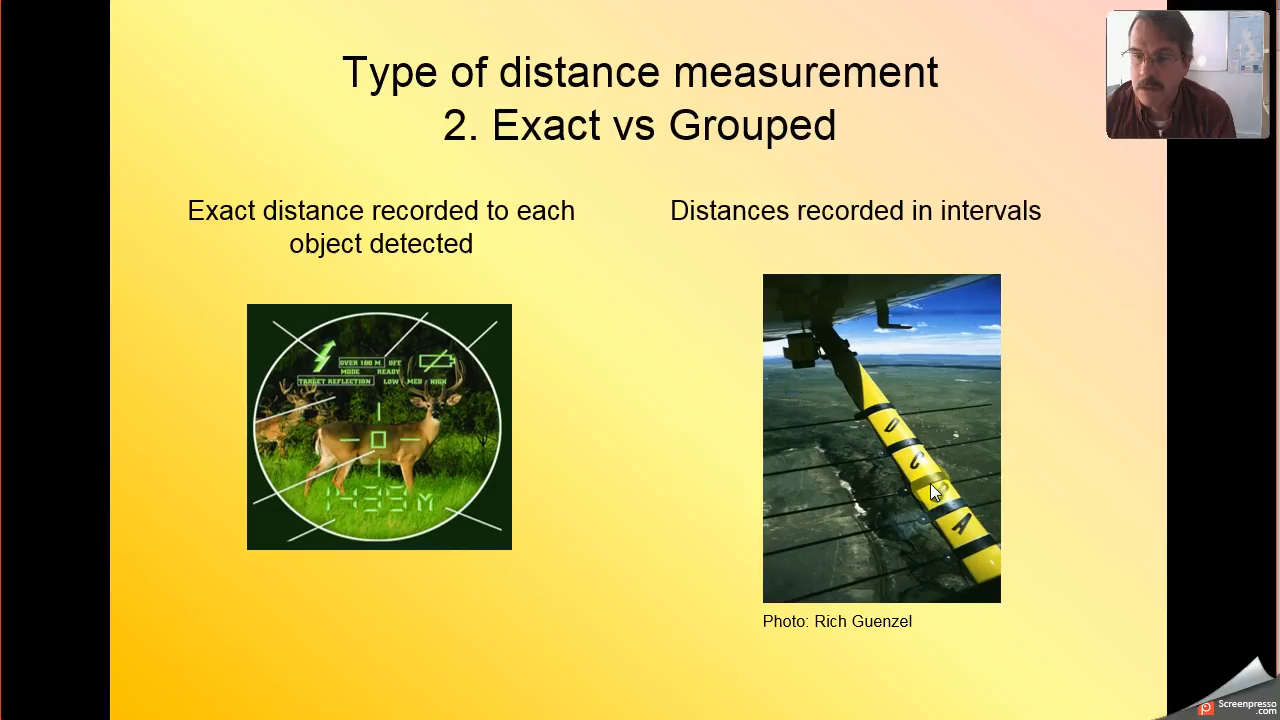 Type of distance measurement
2. Exact vs Grouped
Exact distance recorded to each
object detected
Distances recorded in intervals
OVER 100 M OFF
MODE READY
TARGET REFLECTION LOW MED HIGH
D
C
A
Photo: Rich Guenzel
Screenpresso
.com